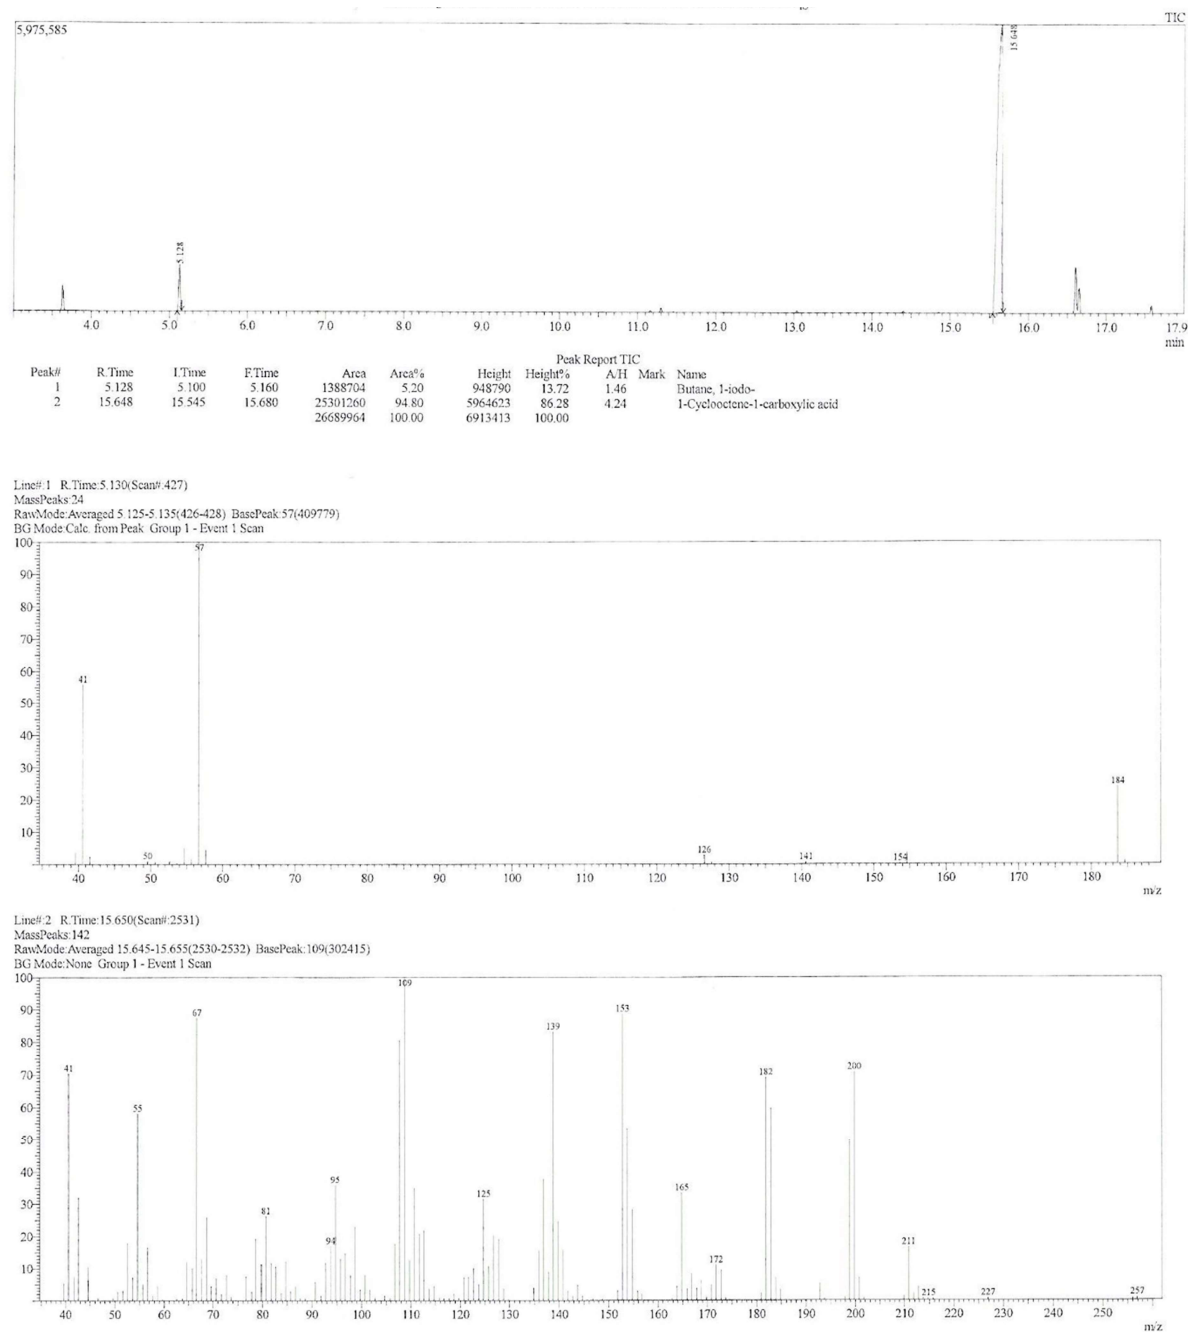 TIC
5,975,585
5.128
15.648
4.0 5.0 6.0 7.0 8.0 9.0 10.0 11.0 12.0 13.0 14.0 15.0 16.0 17.0 17.9
min
Peak Report TIC
Peak# R.Time I.Time F.Time Area Area% Height Height% A/H Mark Name
1 5.128 5.100 5.160 1388704 5.20 948790 13.72 1.46 Butane, 1-iodo-
2 15.648 15.545 15.680 25301260 94.80 5964623 86.28 4.24 1-Cyclooctene-1-carboxylic acid
26689964 100.00 6913413 100.00
Line#:1 R.Time:5.130(Scan#:427)
MassPeaks:24
RawMode:Averaged 5.125-5.135(426-428) BasePeak:57(409779)
BG Mode:Calc. from Peak Group 1 - Event 1 Scan
100
57
90
80
70
60
41
50
40
30
184
20
10
50 126 141 154
40 50 60 70 80 90 100 110 120 130 140 150 160 170 180
m/z
Line#:2 R.Time:15.650(Scan#:2531)
MassPeaks:142
RawMode:Averaged 15.645-15.655(2530-2532) BasePeak:109(302415)
BG Mode:None Group 1 - Event 1 Scan
100
109
90
67 153
139
80
41 182 200
70
60
55
50
40
95 165
30
125
81
20
94 211
10
172
215 227 257
40 50 60 70 80 90 100 110 120 130 140 150 160 170 180 190 200 210 220 230 240 250
m/z